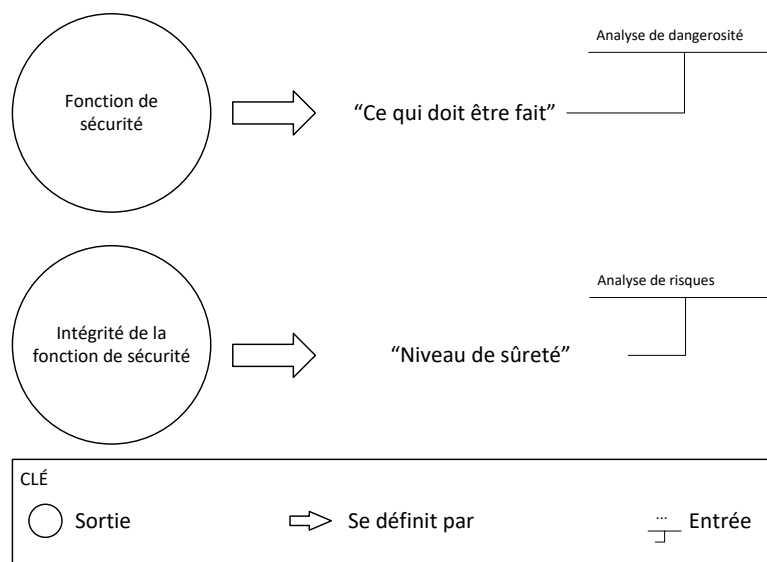 Analyse de dangerosité
Fonction de
sécurité
“Ce qui doit être fait”
Analyse de risques
Intégrité de la
fonction de sécurité
“Niveau de sûreté”
CLÉ
Sortie
Se définit par
...
Entrée